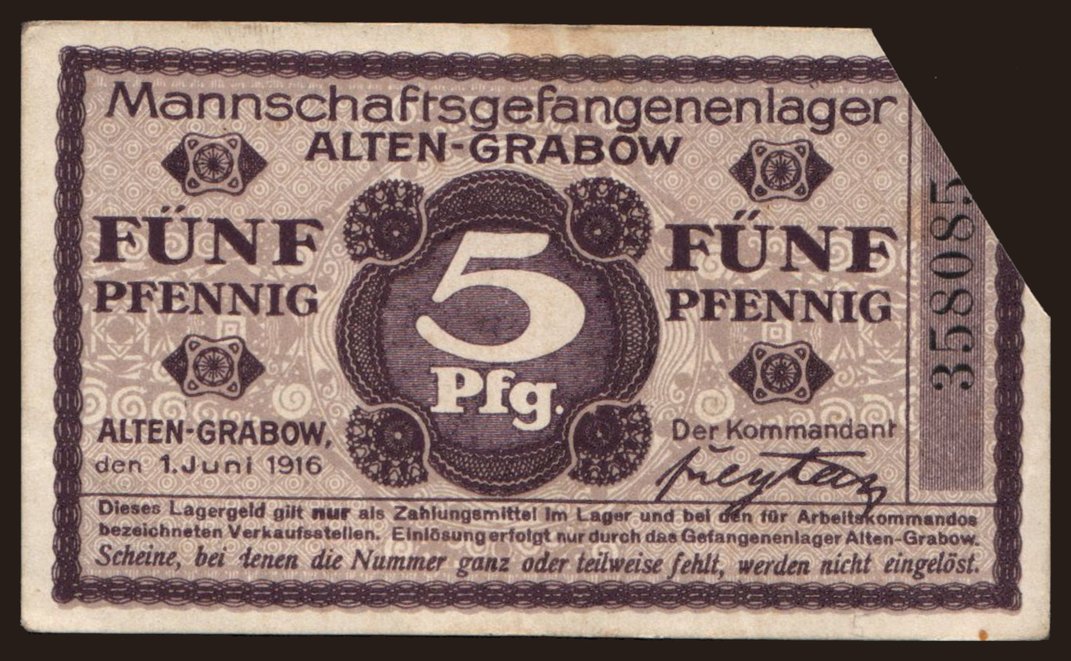 Mannschaftsgefangenenlager
ALTEN-GRABOW
FÜNF
PFENNIG
5
Pfg.
FÜNF
PFENNIG
358085
ALTEN-GRABOW,
den 1. Juni 1916
Der Kommandant
Dieses Lagergeld gilt nur als Zahlungsmittel im Lager und bei den für Arbeitskommandos
bezeichneten Verkaufsstellen. Einlösung erfolgt nur durch das Gefangenenlager Alten-Grabow.
Scheine, bei denen die Nummer ganz oder teilweise fehlt, werden nicht eingelöst.